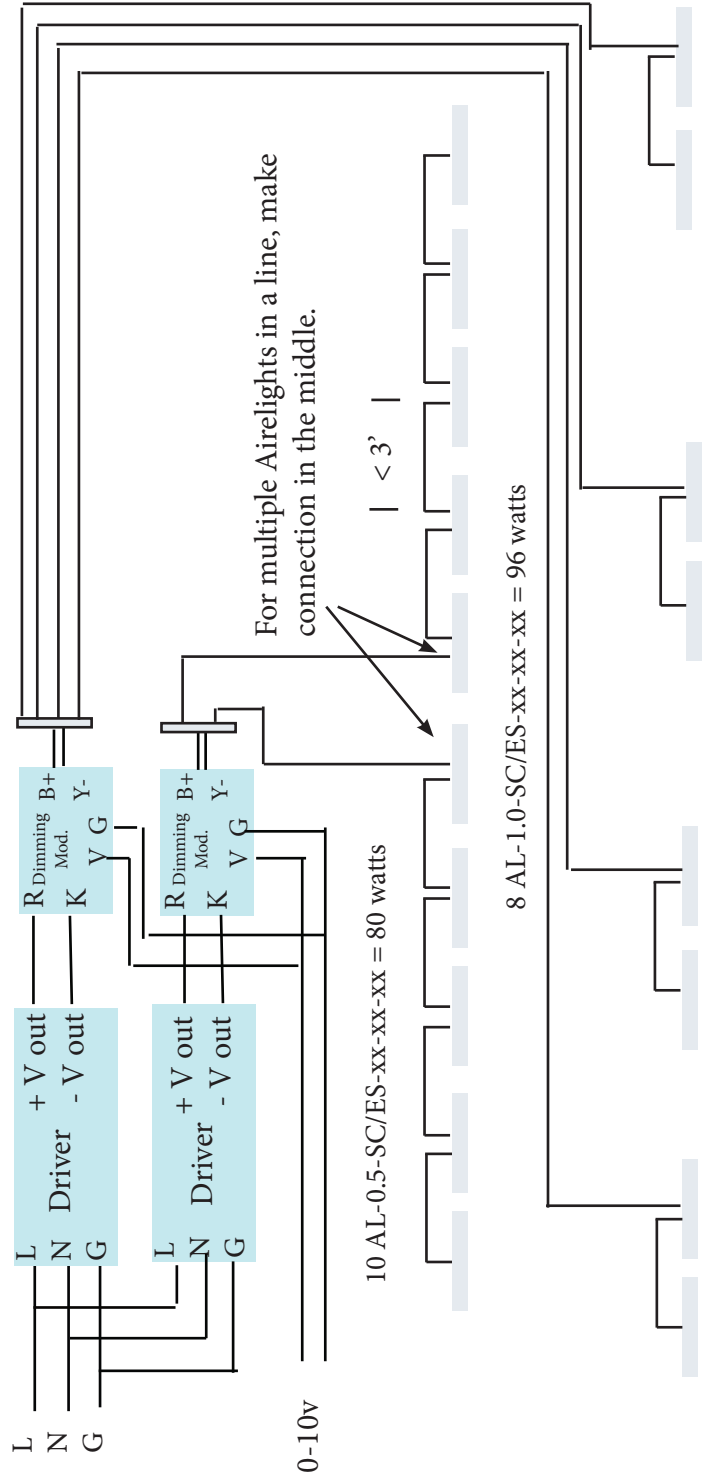 L
N
G
L
N
G
Driver
+ V out
- V out
R
K
Dimming
Mod.
B+
Y-
V G
L
N
G
Driver
+ V out
- V out
R
K
Dimming
Mod.
B+
Y-
V G
0-10v
For multiple Airelights in a line, make
connection in the middle.
| < 3’ |
10 AL-0.5-SC/ES-xx-xx-xx = 80 watts
8 AL-1.0-SC/ES-xx-xx-xx = 96 watts